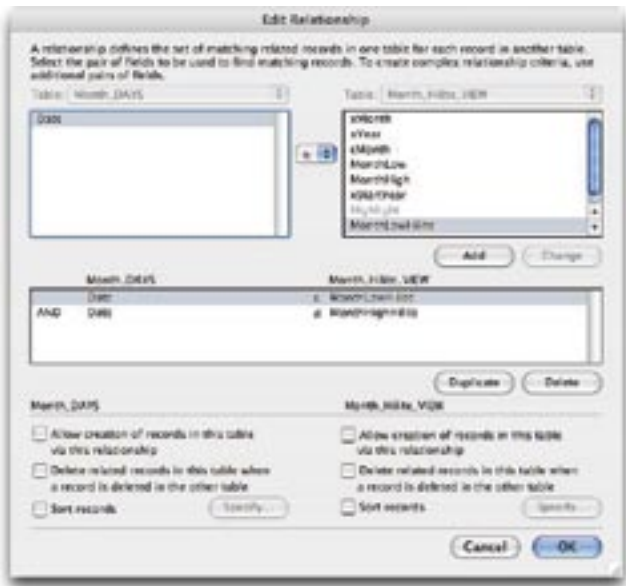 Edit Relationship
A relationship defines the set of matching related records in one table for each record in another table.
Select the pair of fields to be used to find matching records. To create complex relationship criteria, use
additional pairs of fields.
Table: Month_DAYS Table: Month_Hilite_VIEW
Date
xMonth
xYear
cMonth
MonthLow
MonthHigh
MonthLowHilite
Add Change
Month_DAYS Month_Hilite_VIEW
Date MonthLowHilite
AND Date MonthHighHilite
Duplicate Delete
Month_DAYS Month_Hilite_VIEW
Allow creation of records in this table
via this relationship
Delete related records in this table when
a record is deleted in the other table
Sort records Specify...
Allow creation of records in this table
via this relationship
Delete related records in this table when
a record is deleted in the other table
Sort records Specify...
Cancel OK